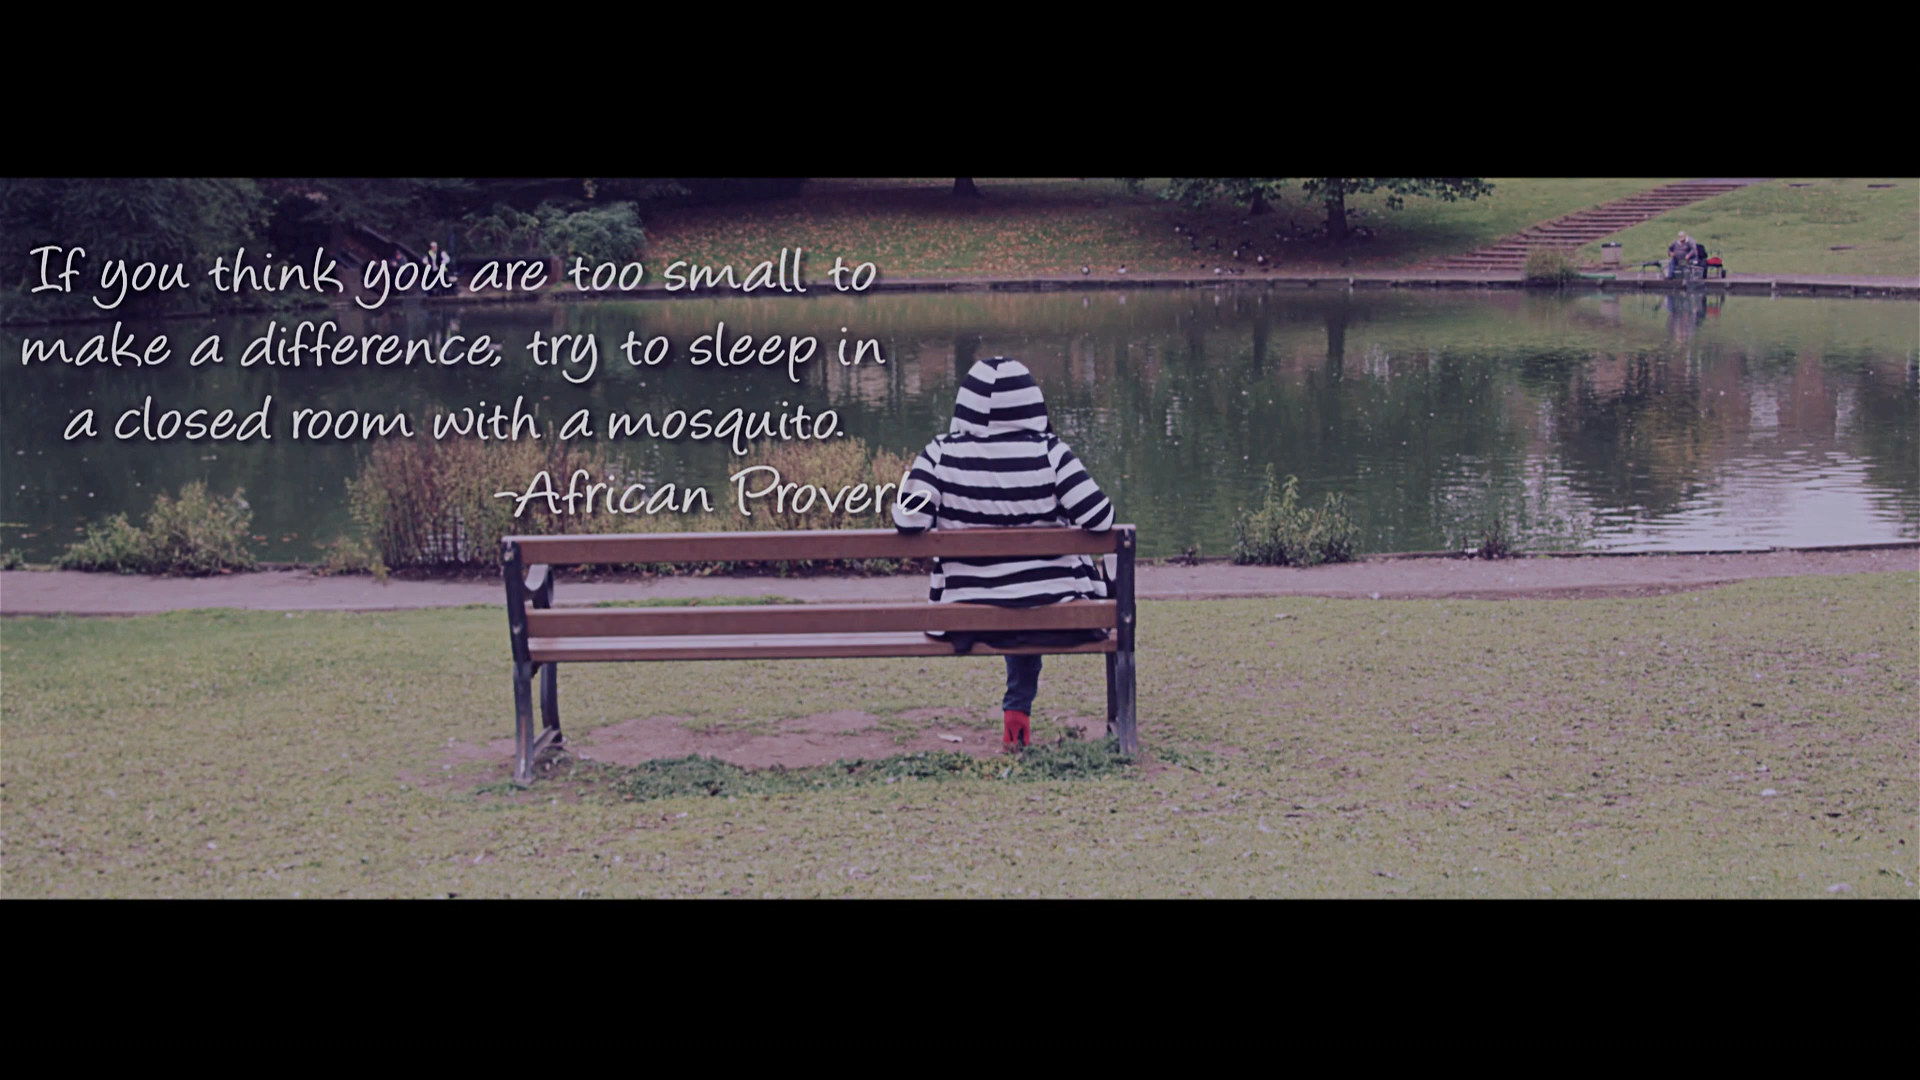 If you think you are too small to
make a difference, try to sleep in
a closed room with a mosquito.
-African Proverb